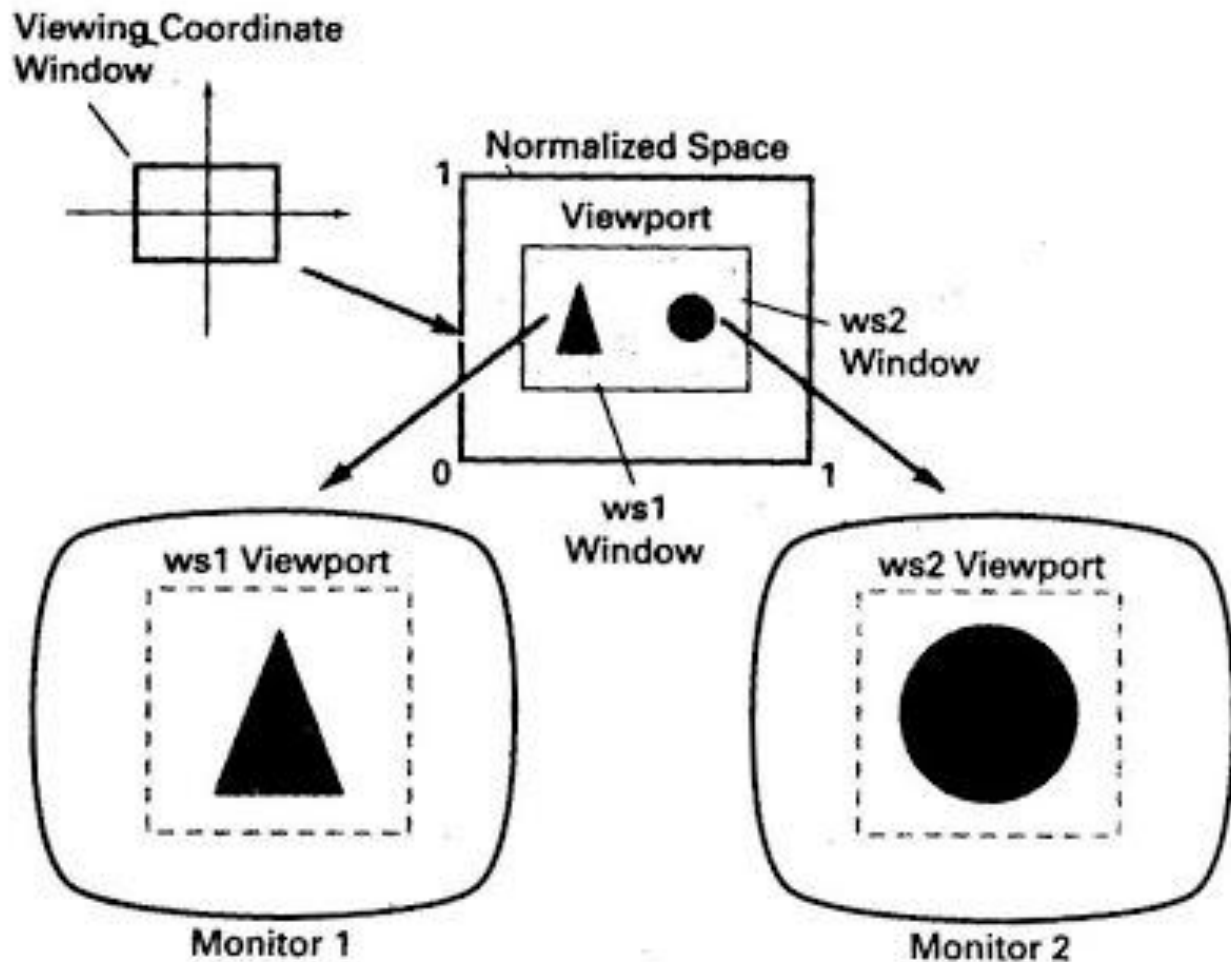 Viewing Coordinate
Window
Normalized Space
1
Viewport
ws2
Window
0
1
ws1
Window
ws1 Viewport
ws2 Viewport
Monitor 1
Monitor 2